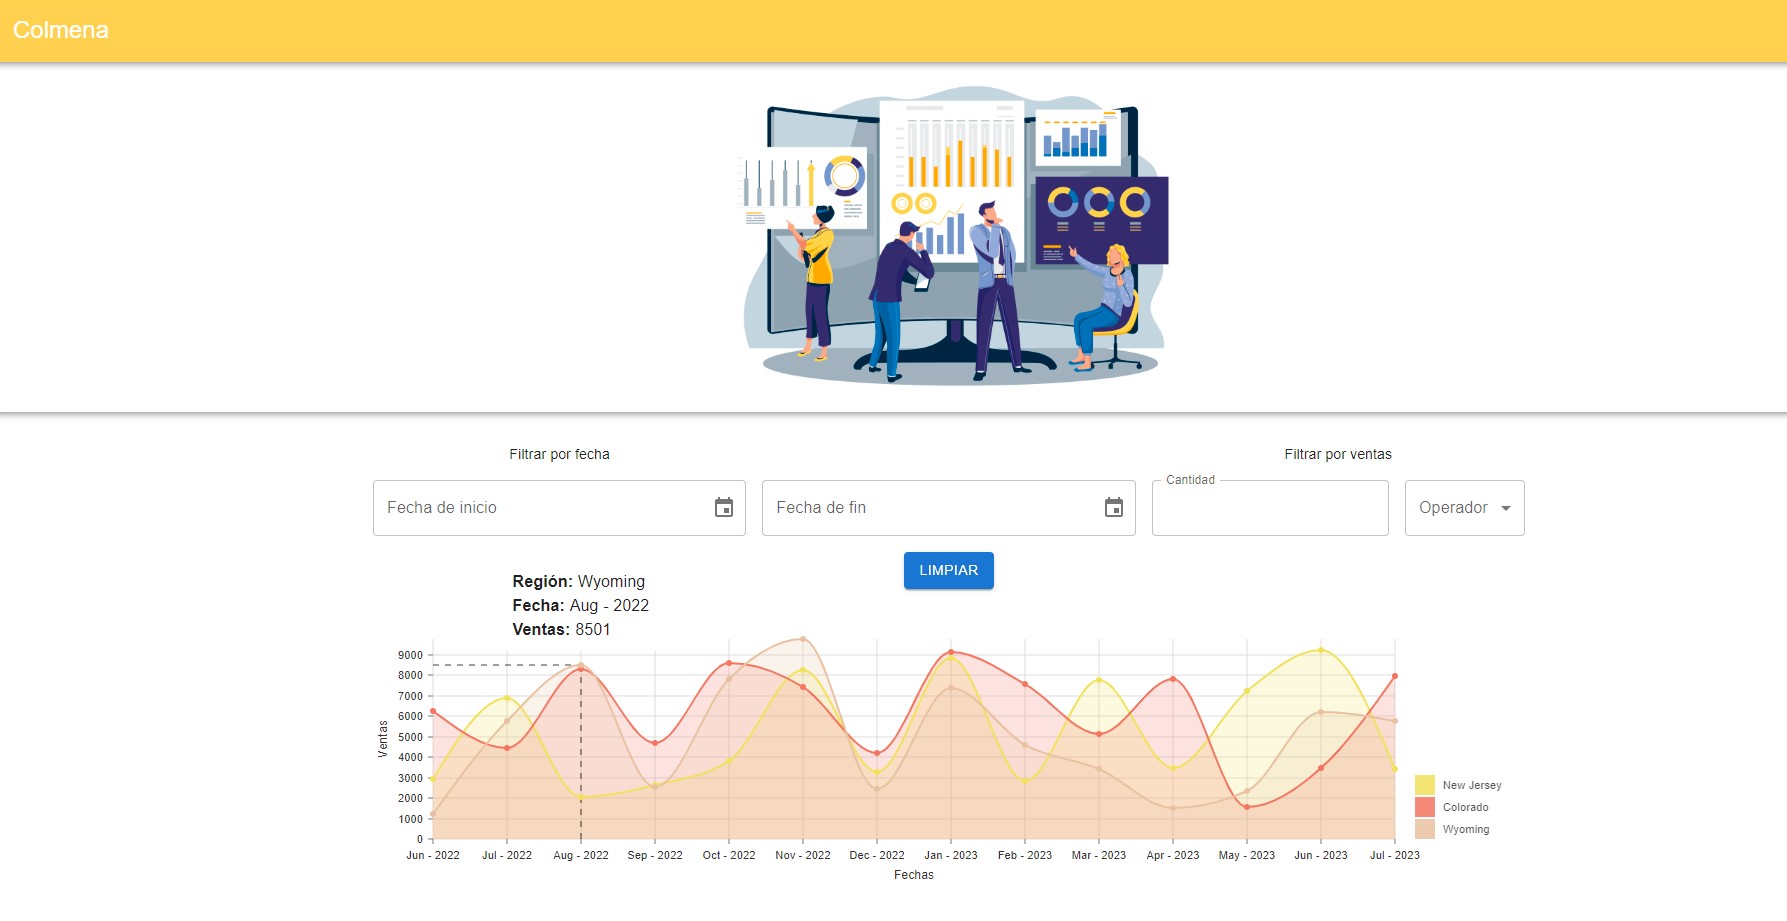 Colmena
Filtrar por fecha
Filtrar por ventas
Fecha de inicio
Fecha de fin
Cantidad
Operador
LIMPIAR
Región: Wyoming
Fecha: Aug - 2022
Ventas: 8501
9000
8000
7000
6000
5000
4000
3000
2000
1000
0
Ventas
Jun - 2022 Jul - 2022 Aug - 2022 Sep - 2022 Oct - 2022 Nov - 2022 Dec - 2022 Jan - 2023 Feb - 2023 Mar - 2023 Apr - 2023 May - 2023 Jun - 2023 Jul - 2023
Fechas
New Jersey
Colorado
Wyoming